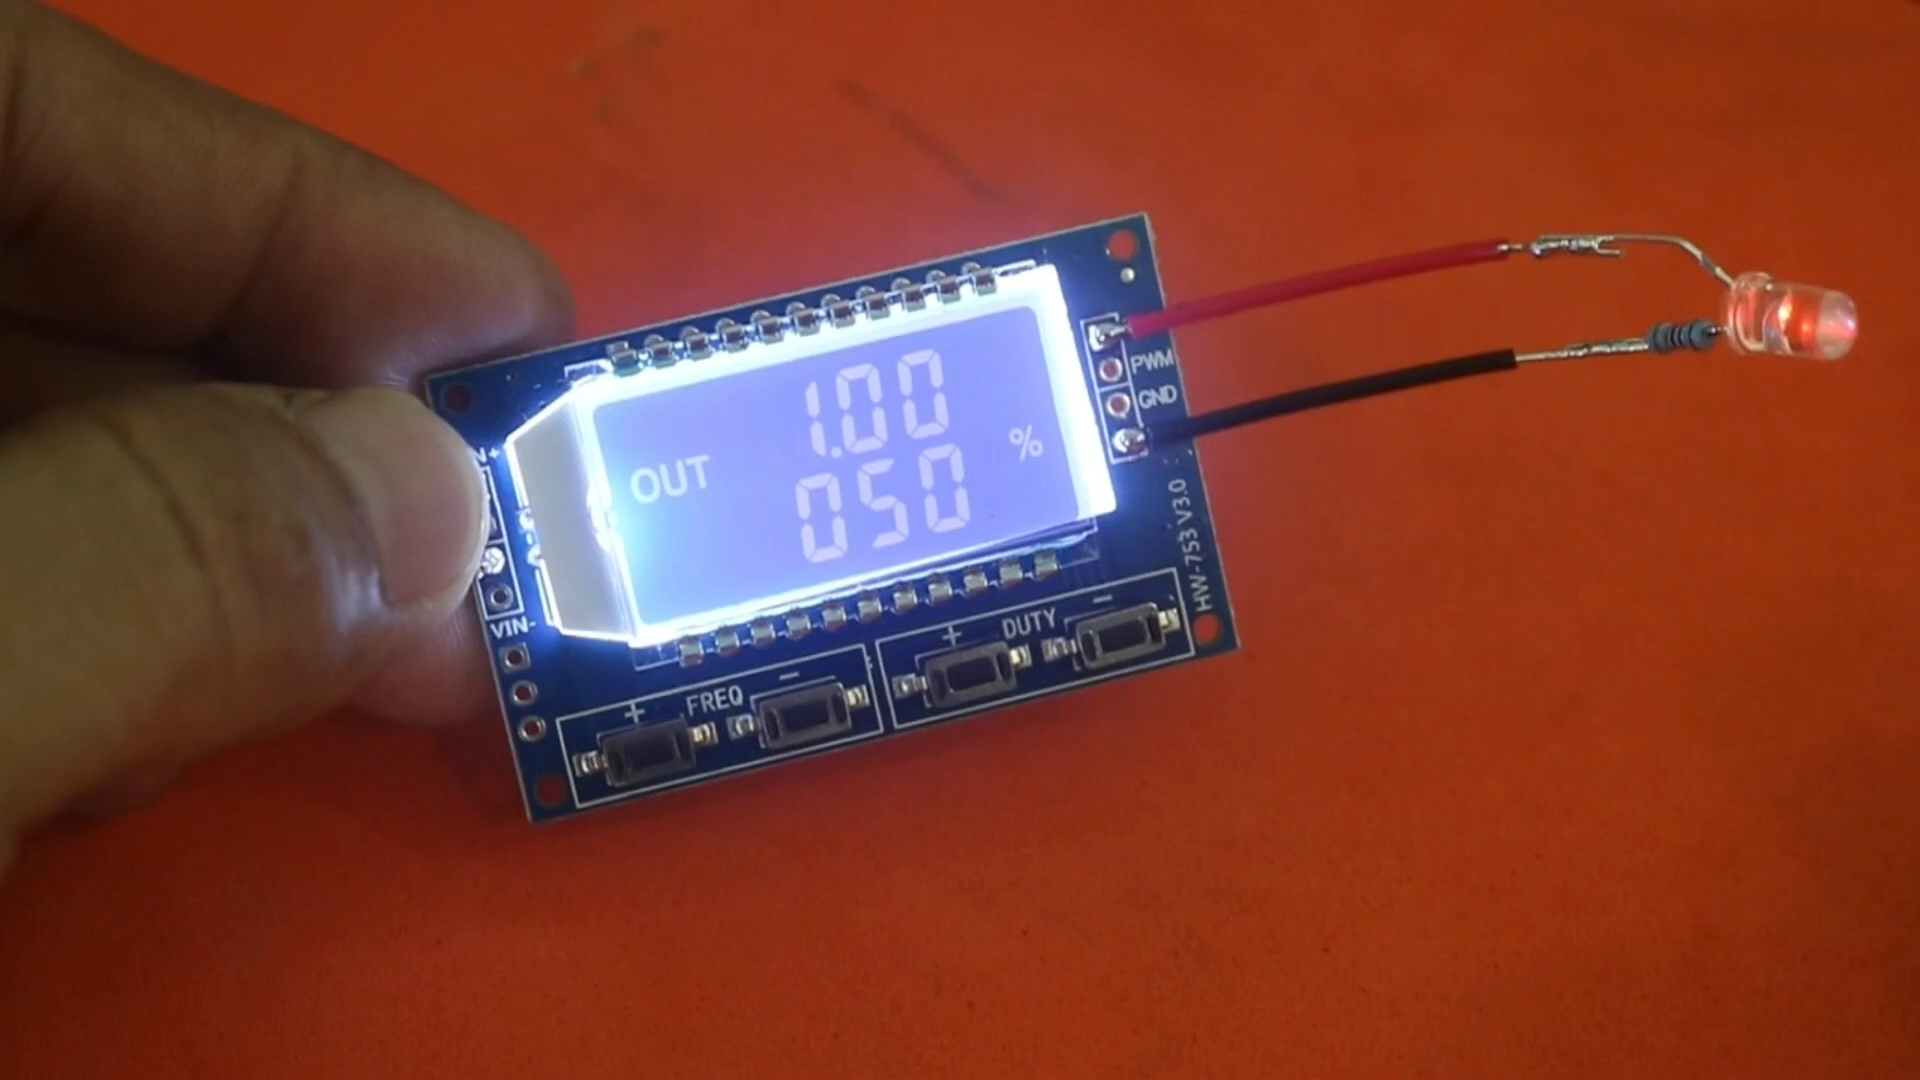 1.00
OUT
050
%
PWM
GND
VIN-
HW-753 V3.0
FREQ
+ -
DUTY
+ -